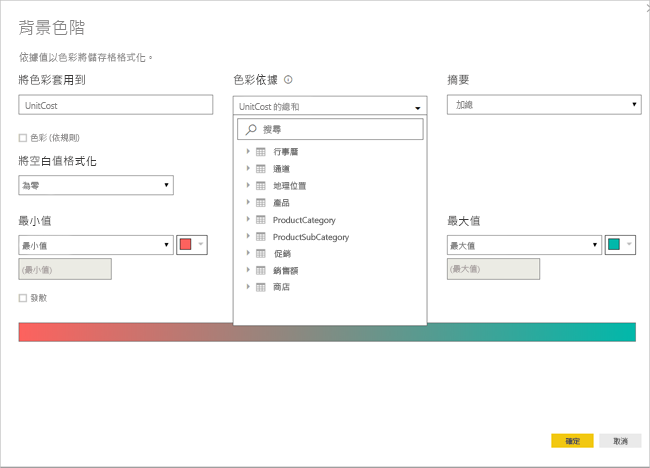 背景色階
依據值以色彩將儲存格格式化。
將色彩套用到
色彩依據
摘要
UnitCost
UnitCost 的總和
加總
搜尋
色彩 (依規則)
將空白值格式化
為零
行事曆
通道
地理位置
產品
ProductCategory
ProductSubCategory
促銷
銷售額
商店
最小值
最大值
最小值
最大值
(最小值)
(最大值)
發散
確定
取消